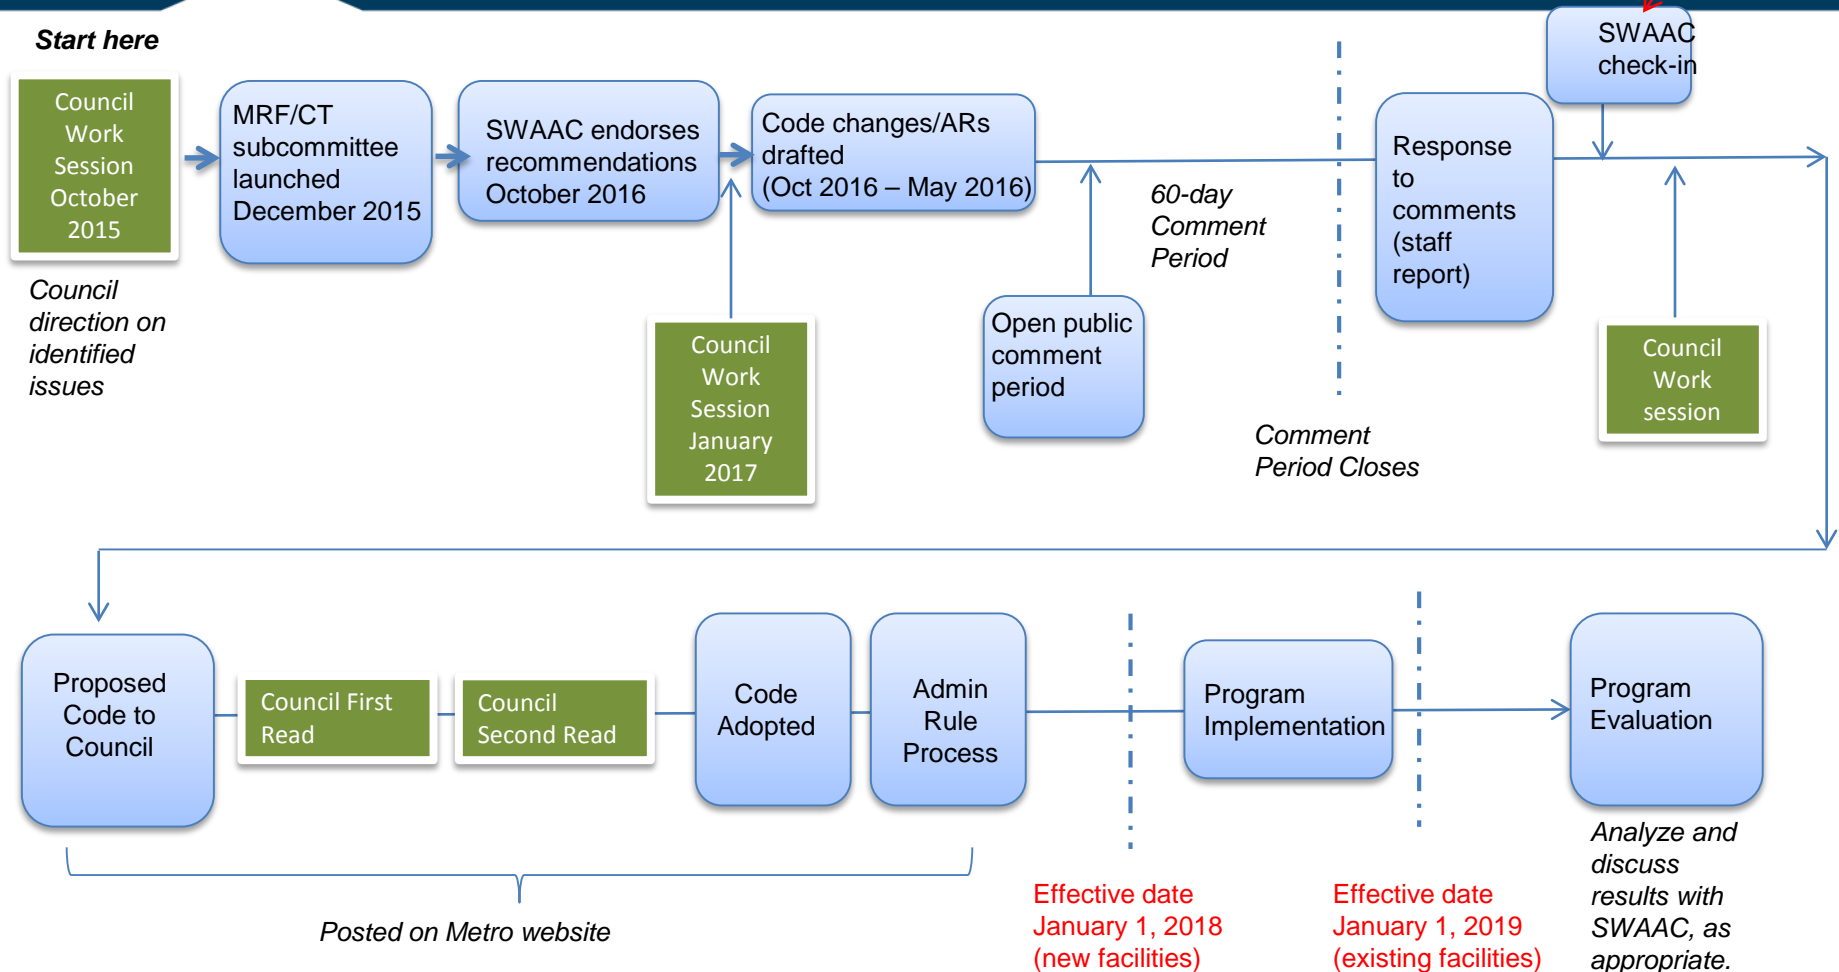 Start here
Council
Work
Session
October
2015
Council
direction on
identified
issues
MRF/CT
subcommittee
launched
December 2015
SWAAC endorses
recommendations
October 2016
Council
Work
Session
January
2017
Code changes/ARs
drafted
(Oct 2016 – May 2016)
Open public
comment
period
60-day
Comment
Period
Comment
Period Closes
Response
to
comments
(staff
report)
SWAAC
check-in
Council
Work
session
Proposed
Code to
Council
Council First
Read
Council
Second Read
Code
Adopted
Admin
Rule
Process
Posted on Metro website
Effective date
January 1, 2018
(new facilities)
Program
Implementation
Effective date
January 1, 2019
(existing facilities)
Program
Evaluation
Analyze and
discuss
results with
SWAAC, as
appropriate.